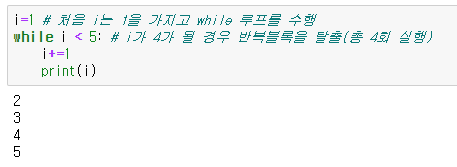 i=1 # 처음 i는 1을 가지고 while 루프를 수행
while i < 5: # i가 4가 될 경우 반복블록을 탈출(총 4회 실행)
    i+=1
    print(i)
2
3
4
5